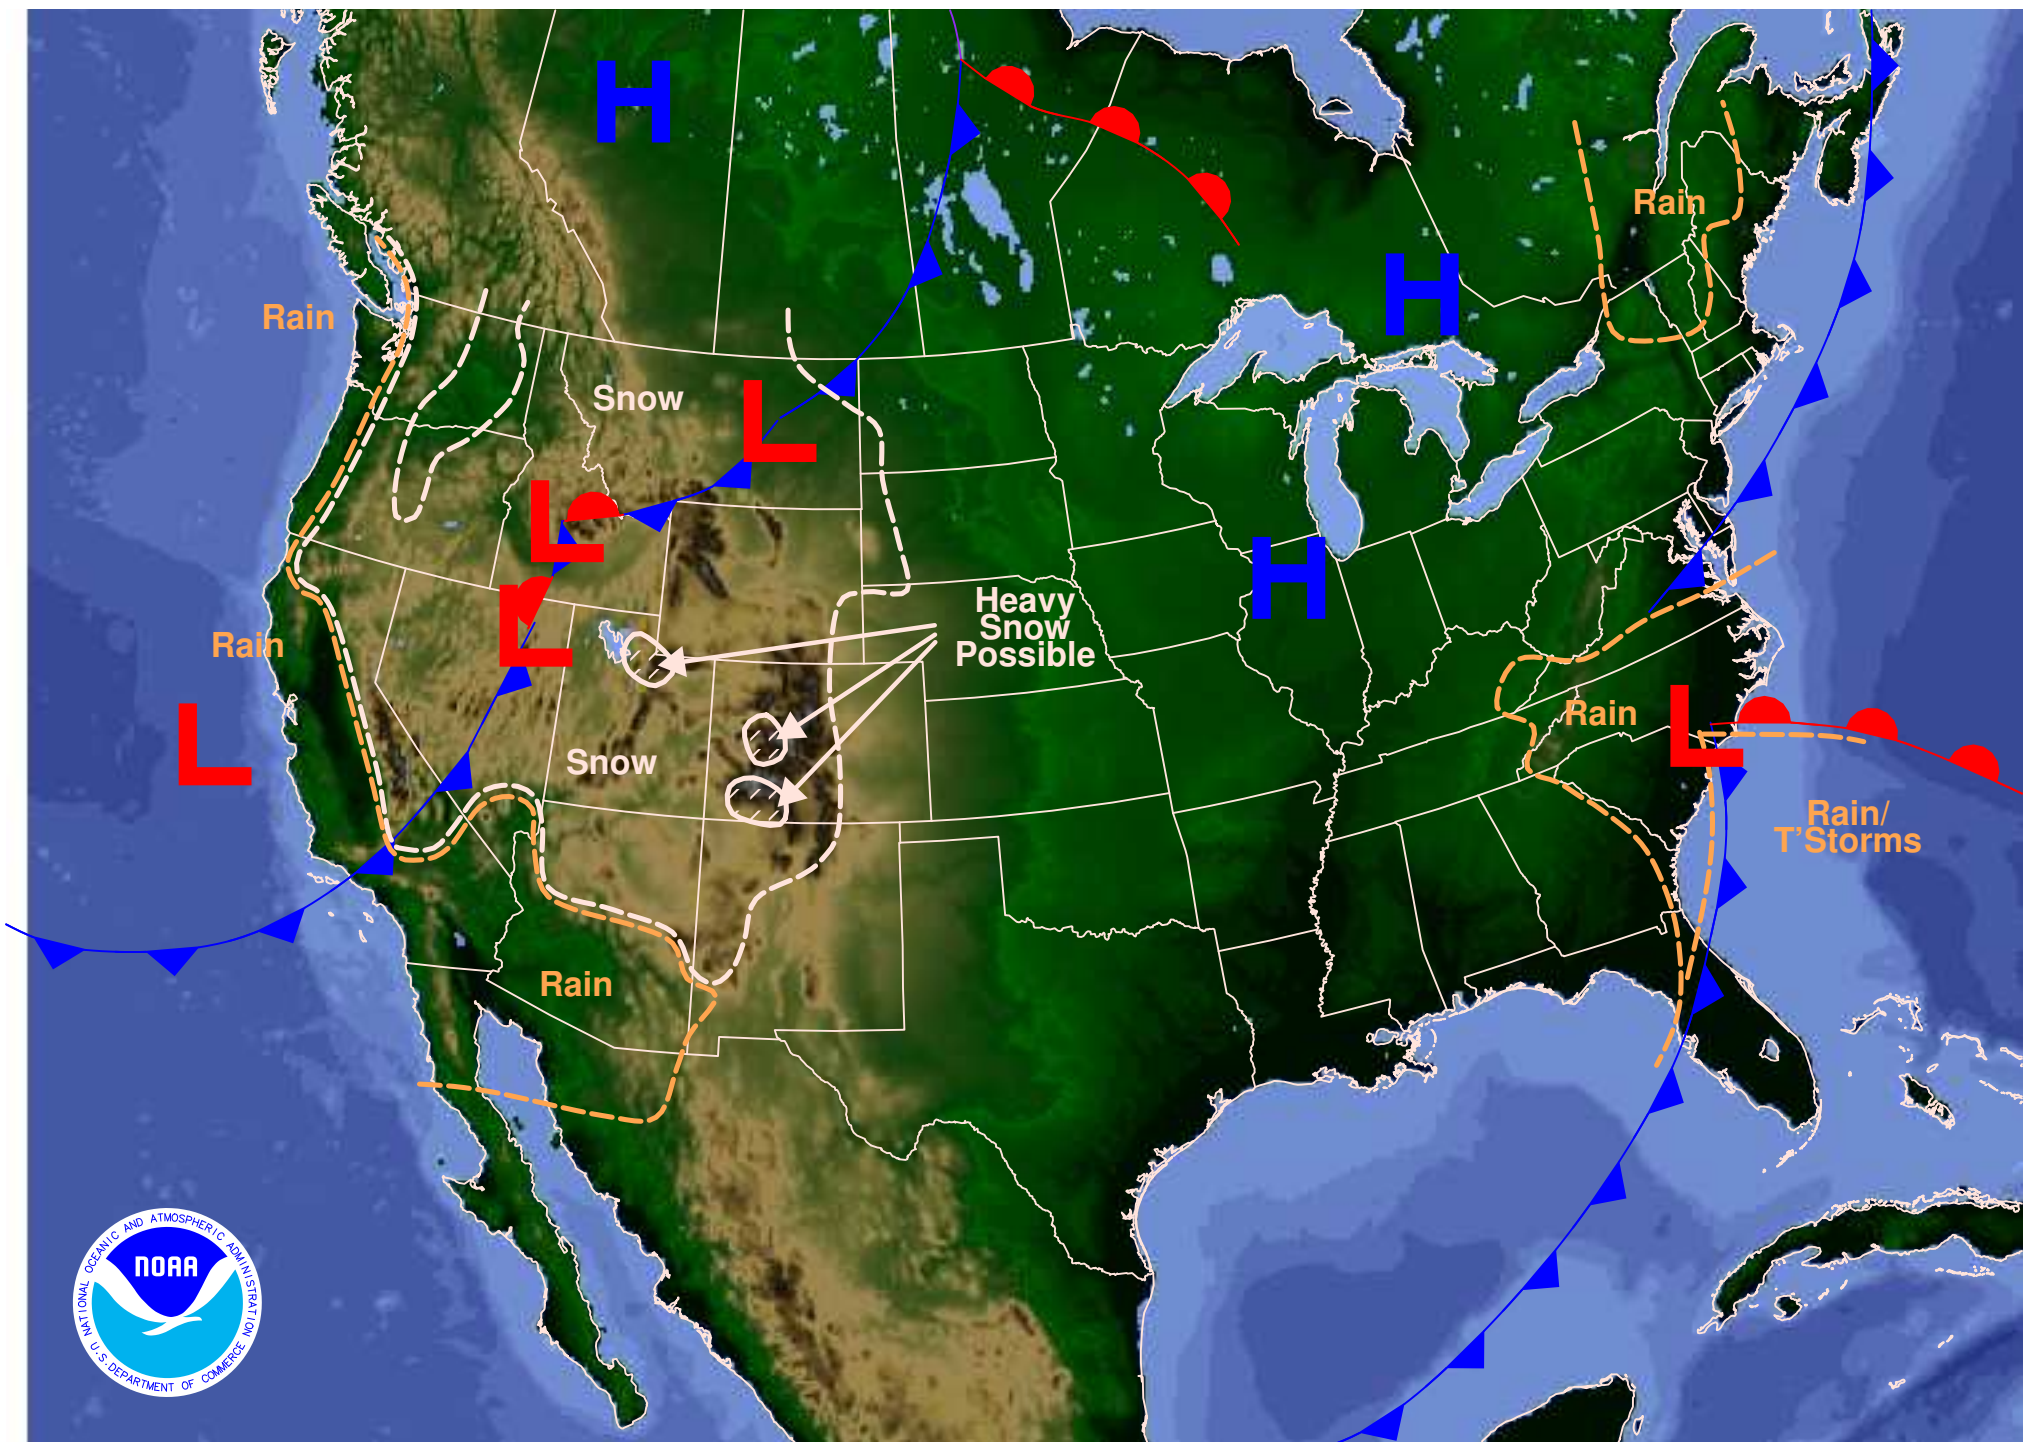 H
Rain
H
Rain
Snow
L
L
H
Heavy
Snow
Possible
L
Rain
L
Rain
L
Snow
Rain/
T'Storms
Rain
NATIONAL OCEANIC AND ATMOSPHERIC ADMINISTRATION
NOAA
U.S. DEPARTMENT OF COMMERCE